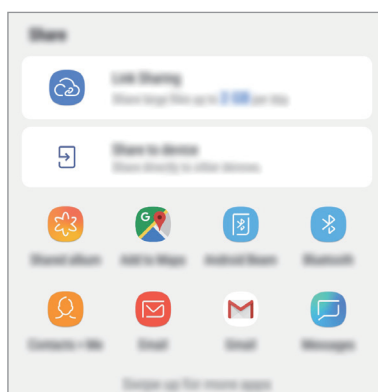 Share
Link Sharing
Share large files up to 2 GB per day.
Share to device
Share directly to other devices.
Shared album
Add to Maps
Android Beam
Bluetooth
Contacts + Me
Email
Gmail
Messages
Swipe up for more apps